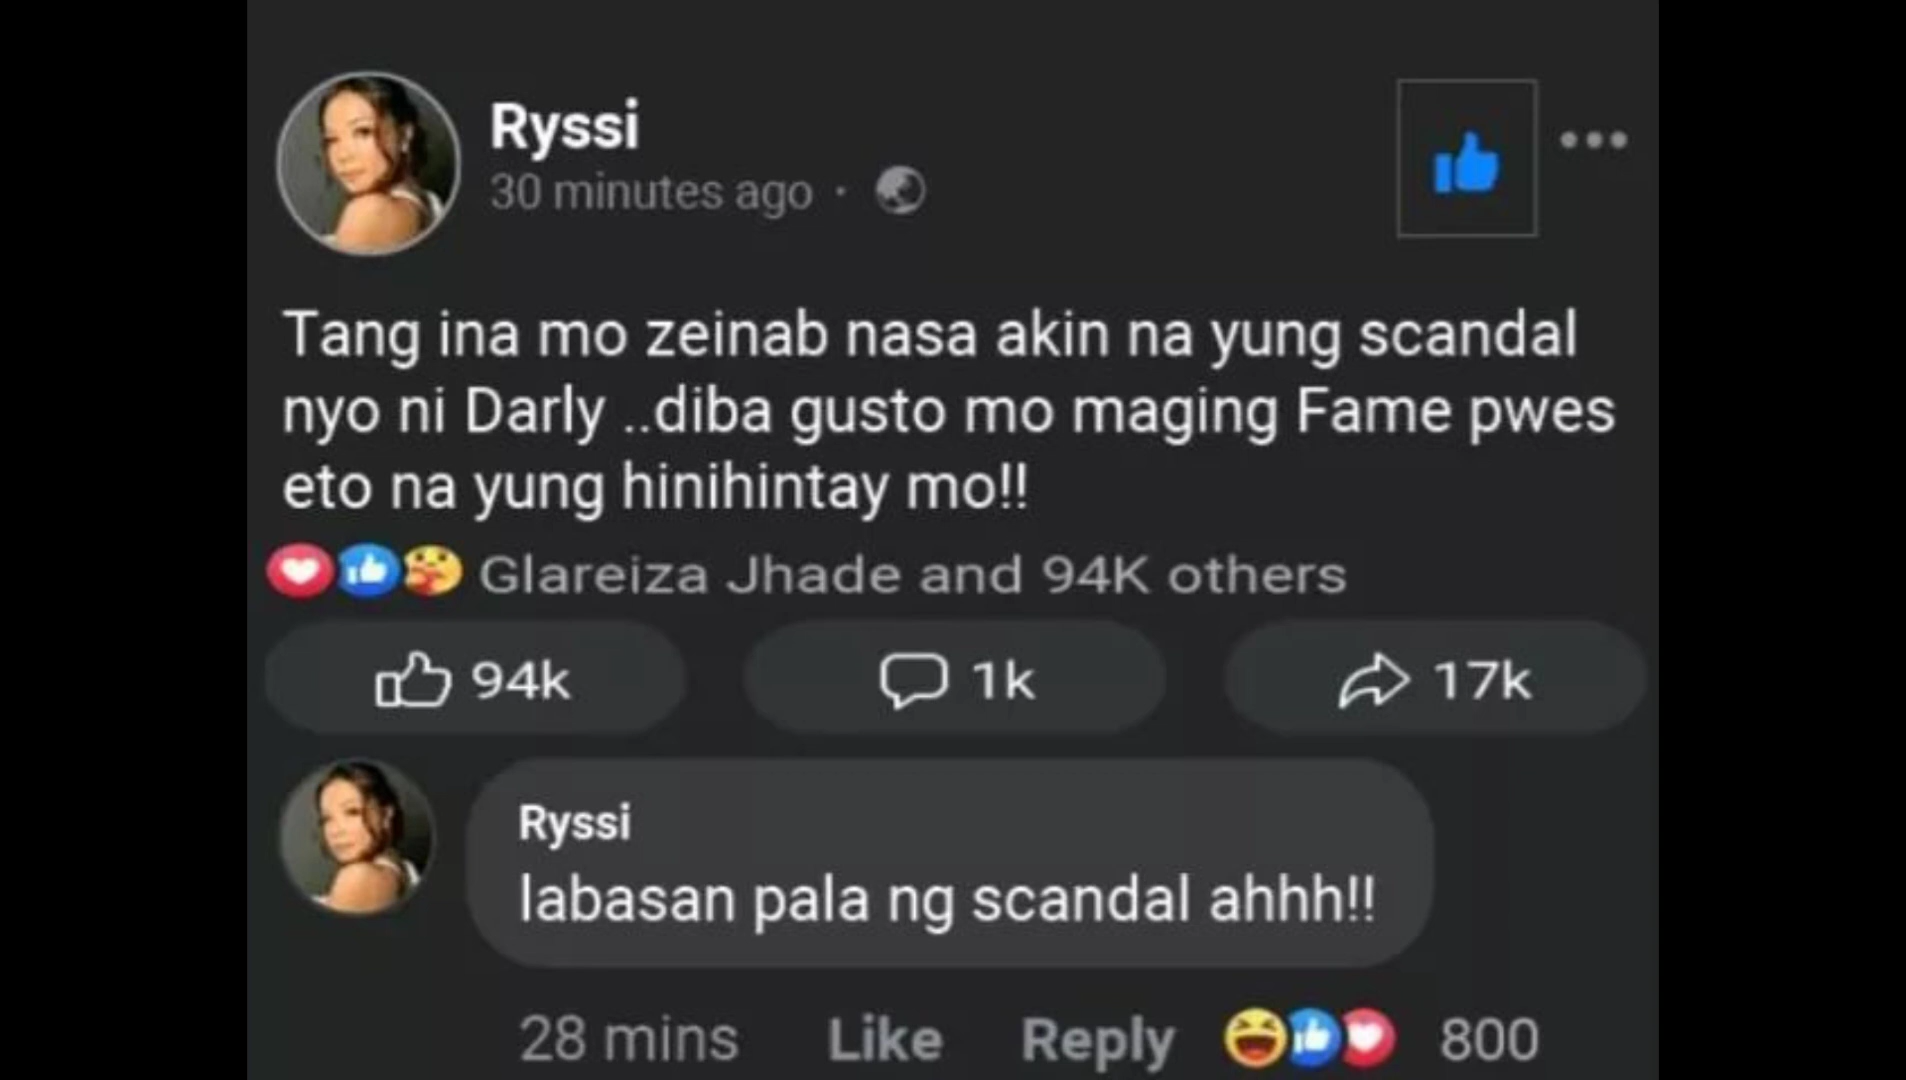 Ryssi
30 minutes ago ·
Tang ina mo zeinab nasa akin na yung scandal
nyo ni Darly ..diba gusto mo maging Fame pwes
eto na yung hinihintay mo!!
Glareiza Jhade and 94K others
94k 1k 17k
Ryssi
labasan pala ng scandal ahhh!!
28 mins Like Reply 800